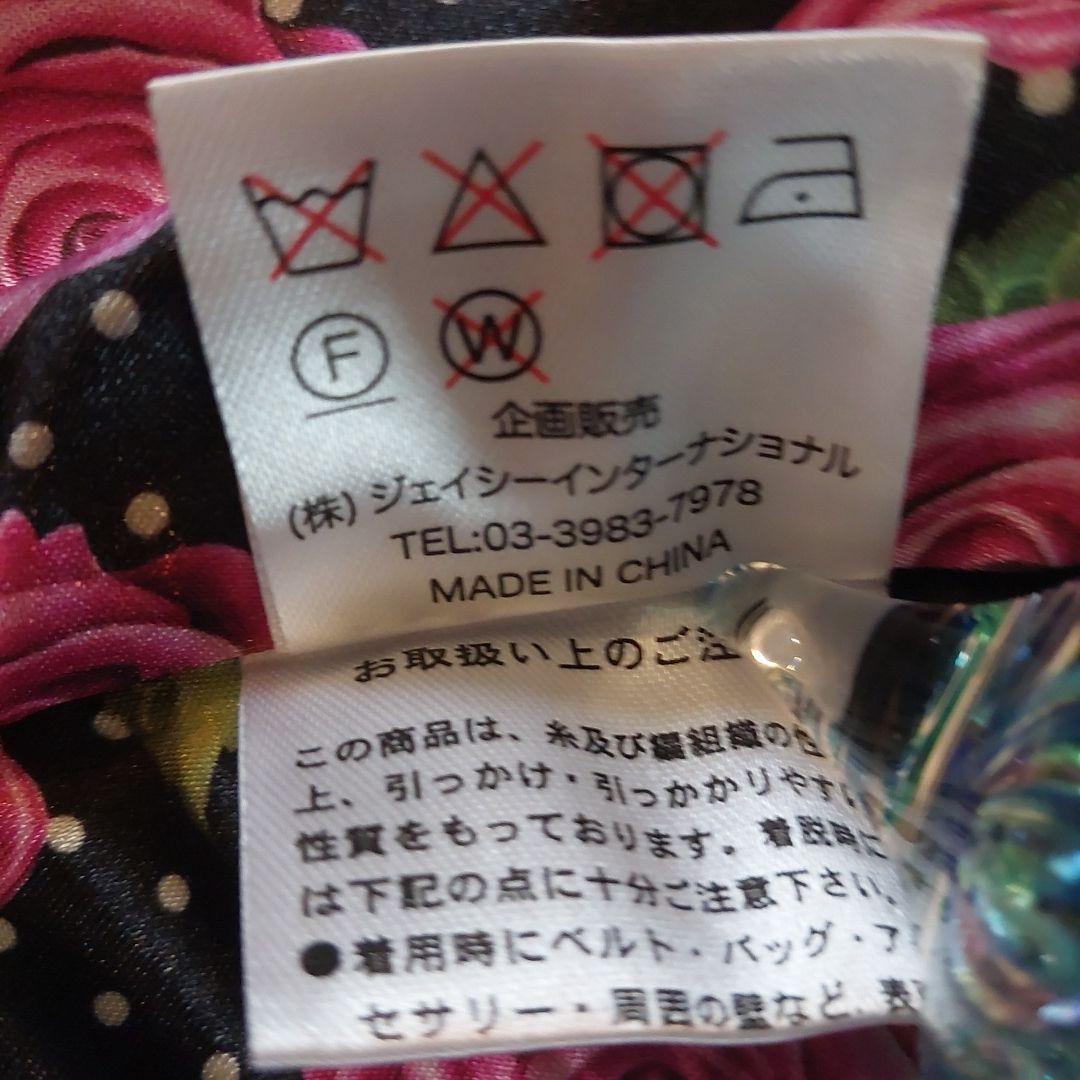 F W
企画販売
(株) ジェイシーインターナショナル
TEL:03-3983-7978
MADE IN CHINA
お取扱い上のご注
この商品は、糸及び編組織の性
上、引っかけ・引っかかりやすい
性質をもっております。着脱時に
は下記の点に十分ご注意下さい。
●着用時にベルト・バッグ・ア
セサリー・周囲の壁など、表